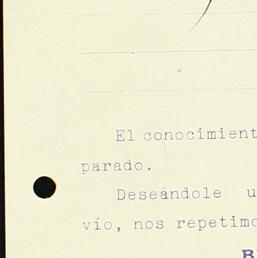 El conocimient
parado.
Deseándole u
vío, nos repetimo
B